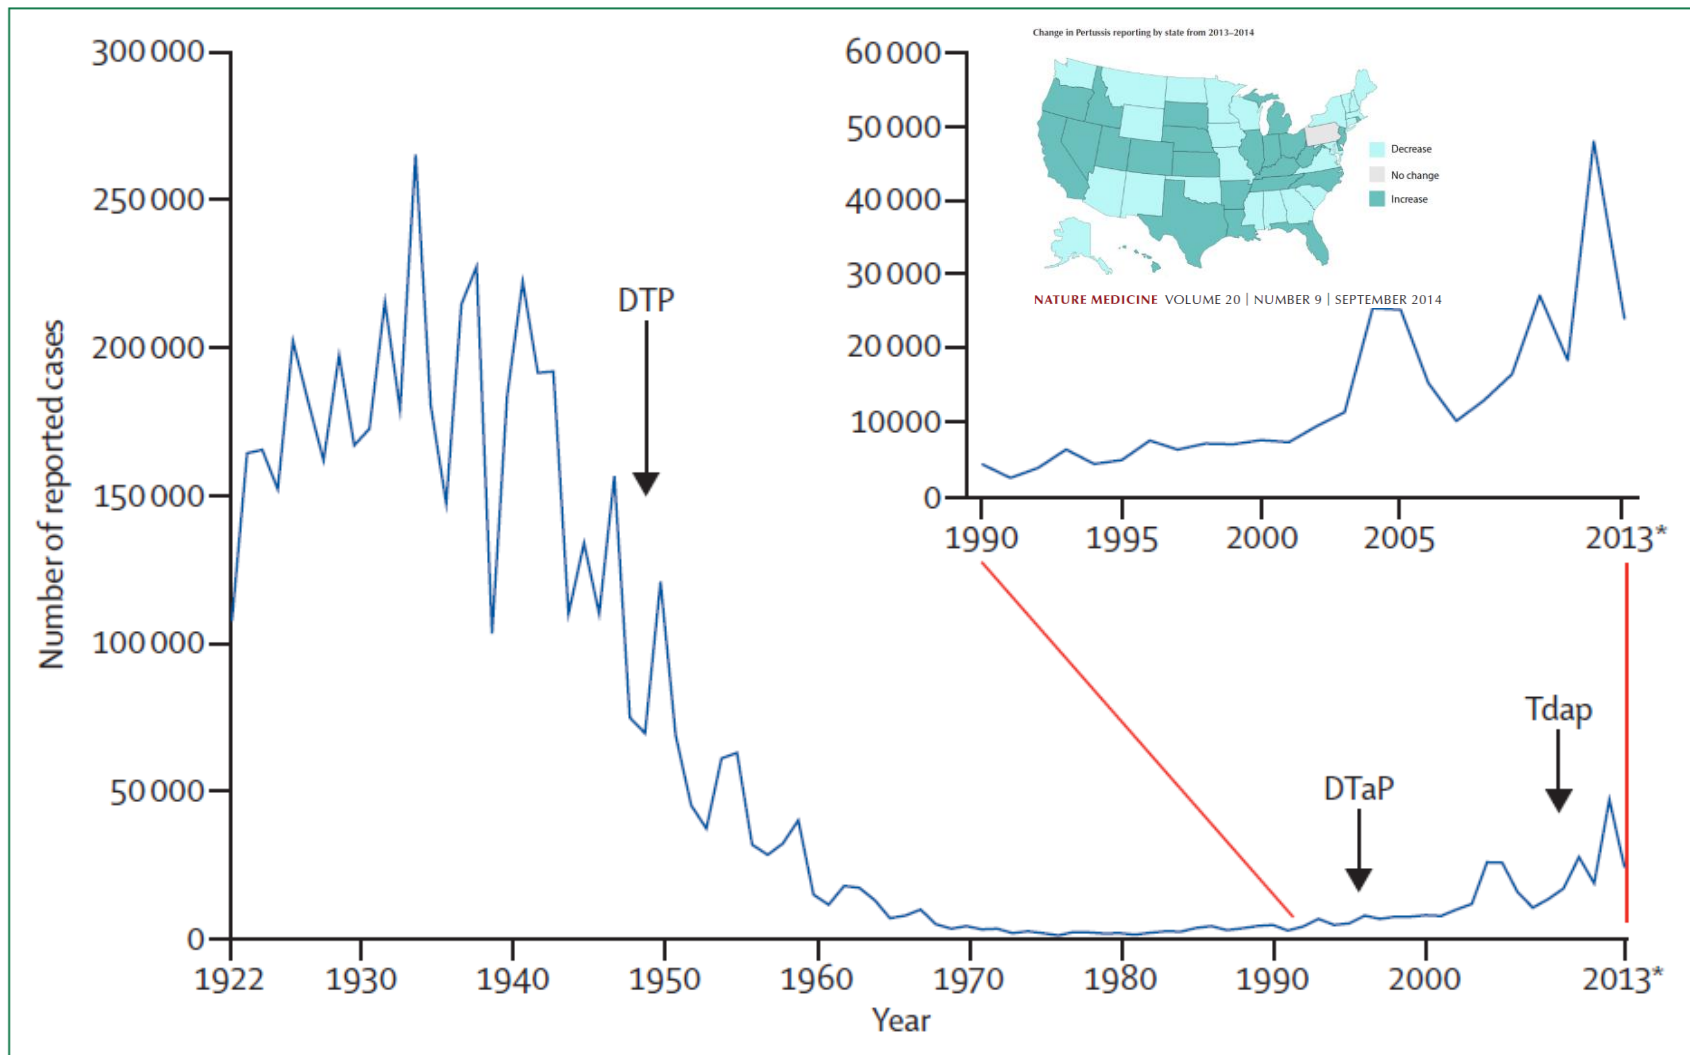 300 000
250 000
200 000
150 000
100 000
50 000
0
Number of reported cases
1922
1930
1940
1950
1960
1970
1980
1990
2000
2013*
Year
DTP
DTaP
Tdap
60 000
50 000
40 000
30 000
20 000
10000
0
1990
1995
2000
2005
2013*
Change in Pertussis reporting by state from 2013–2014
Decrease
No change
Increase
NATURE MEDICINE VOLUME 20 | NUMBER 9 | SEPTEMBER 2014